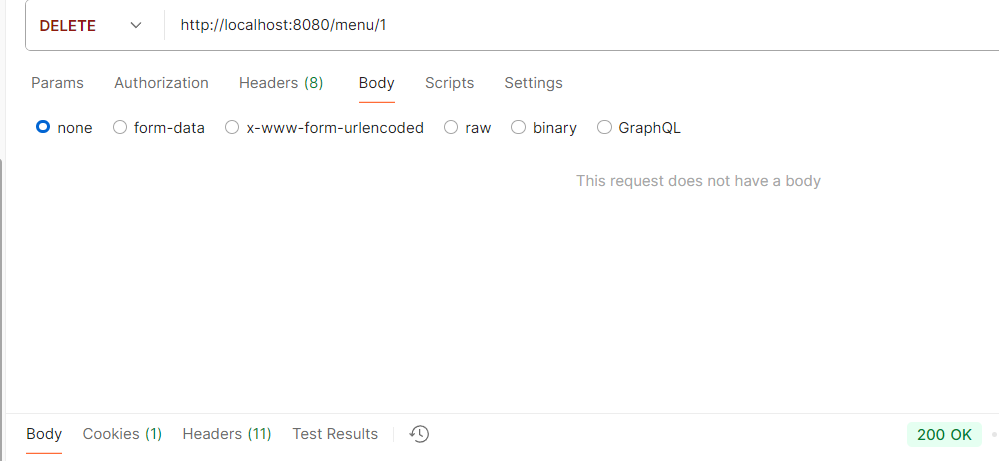 DELETE http://localhost:8080/menu/1
Params Authorization Headers (8) Body Scripts Settings
none form-data x-www-form-urlencoded raw binary GraphQL
This request does not have a body
Body Cookies (1) Headers (11) Test Results 200 OK